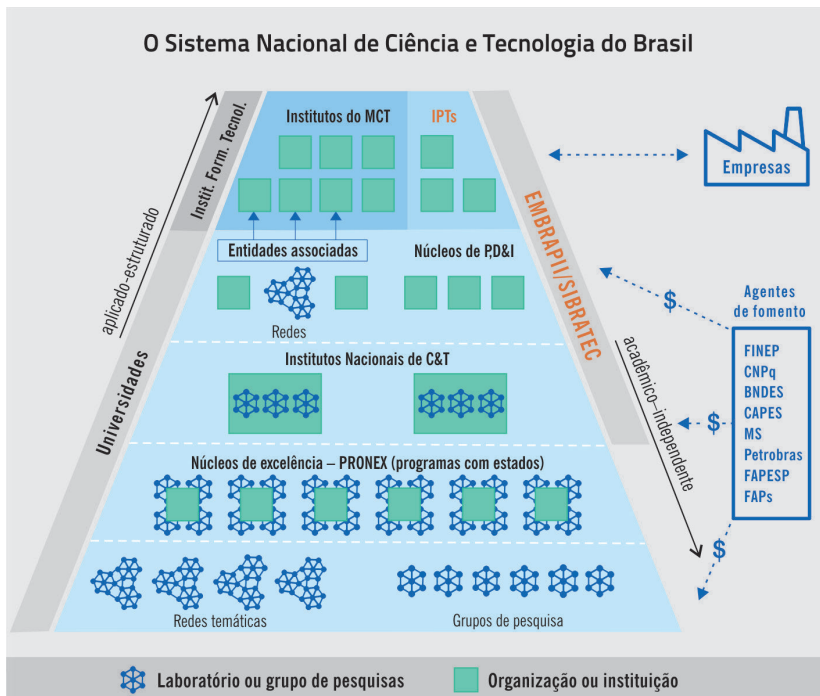 O Sistema Nacional de Ciência e Tecnologia do Brasil
aplicado-estruturado
Instit. Form. Tecnol.
Universidades
Institutos do MCT
IPTs
Entidades associadas
Núcleos de P,D&I
Redes
Institutos Nacionais de C&T
Núcleos de excelência – PRONEX (programas com estados)
Redes temáticas
Grupos de pesquisa
EMBRAPII/SIBRATEC
acadêmico–independente
Empresas
$
$
$
Agentes
de fomento
FINEP
CNPq
BNDES
CAPES
MS
Petrobras
FAPESP
FAPs
Laboratório ou grupo de pesquisas
Organização ou instituição